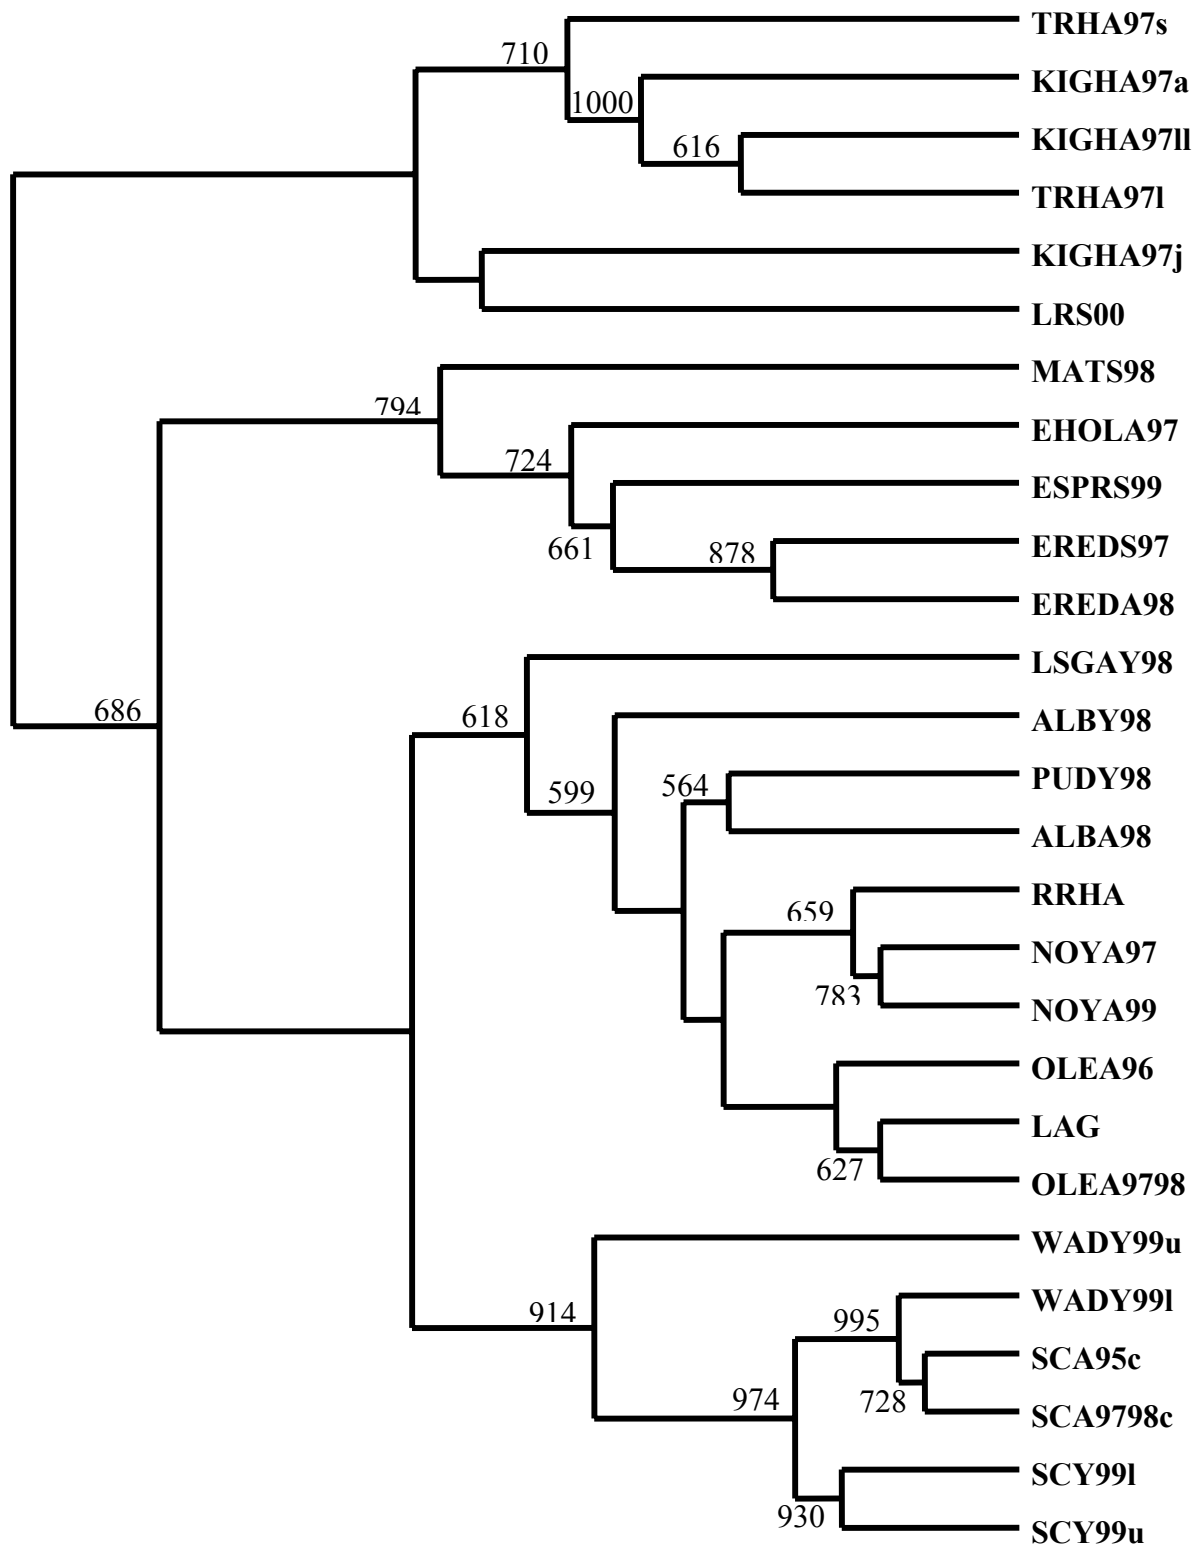 TRHA97s
710
KIGHA97a
1000
KIGHA97ll
616
TRHA97l
KIGHA97j
LRS00
MATS98
794
EHOLA97
724
ESPRS99
661
EREDS97
878
EREDA98
LSGAY98
686
618
ALBY98
599
564
PUDY98
ALBA98
RRHA
659
NOYA97
783
NOYA99
OLEA96
LAG
627
OLEA9798
WADY99u
914
WADY99l
995
SCA95c
974
728
SCA9798c
SCY99l
930
SCY99u